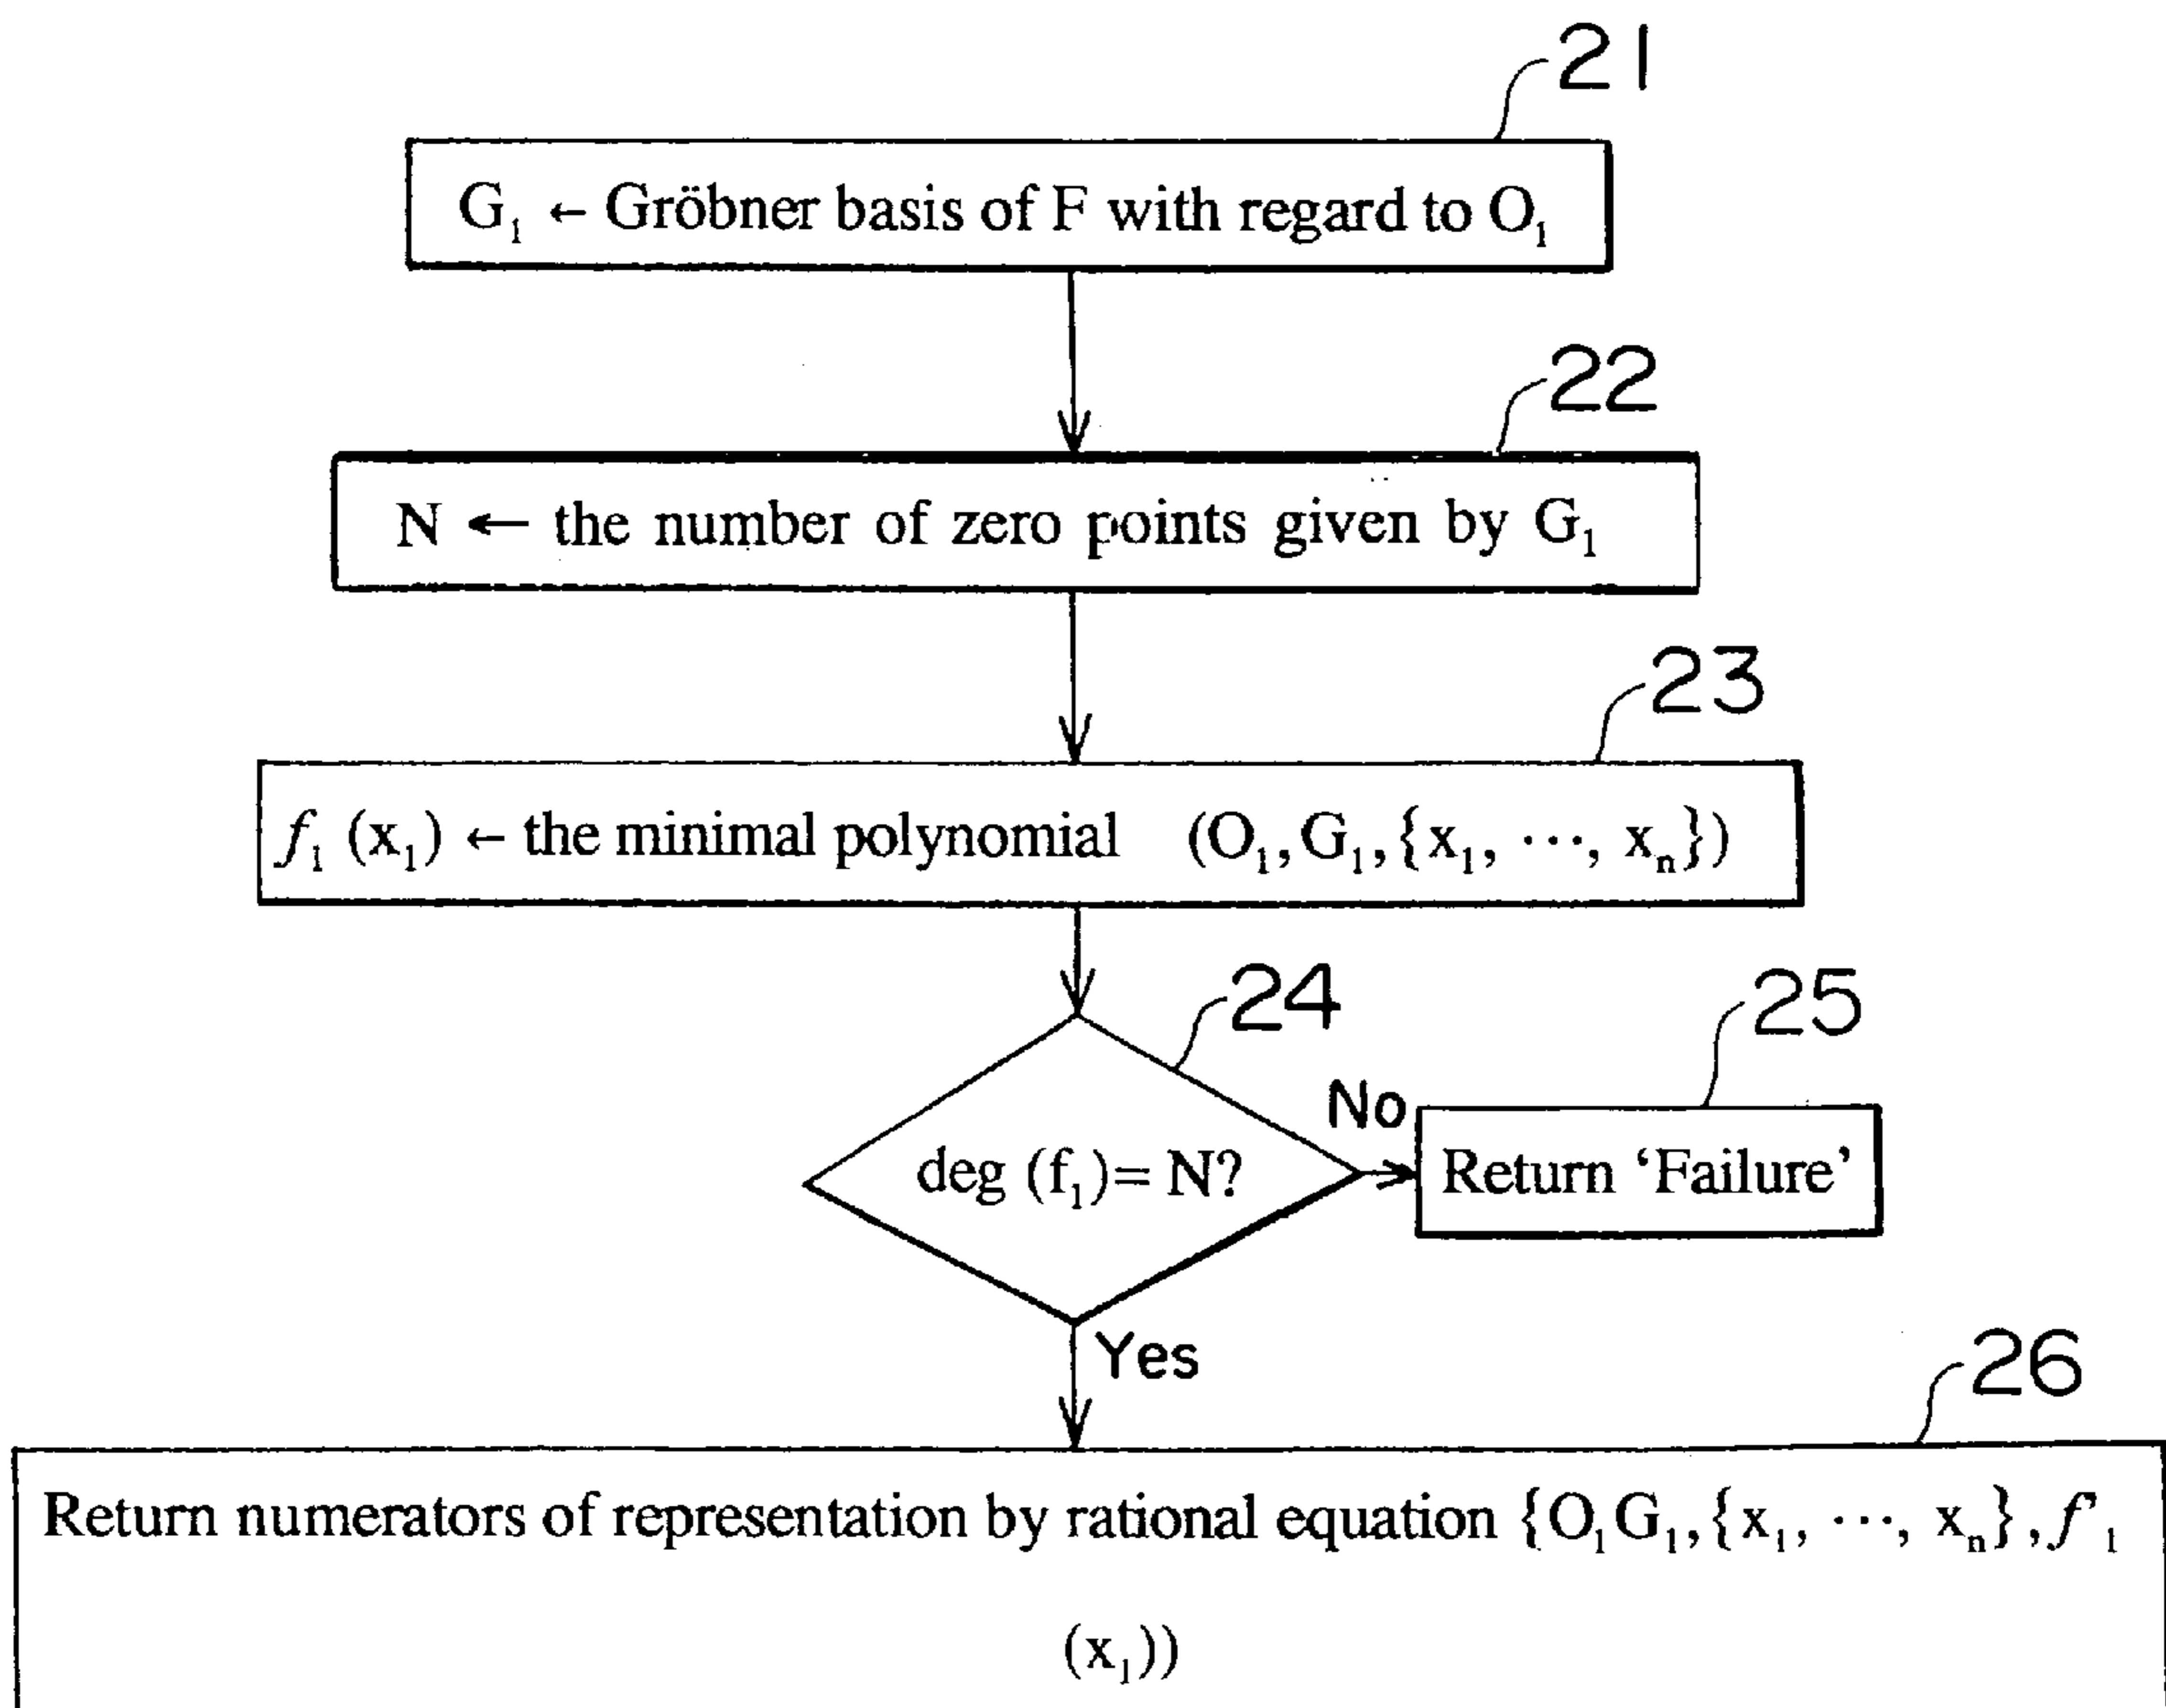 21
G₁ ← Gröbner basis of F with regard to O₁
22
N ← the number of zero points given by G₁
23
f₁ (x₁) ← the minimal polynomial (O₁, G₁, {x₁, ⋯, xₙ})
24
25
No
deg (f₁)= N?
Return ‘Failure’
Yes
26
Return numerators of representation by rational equation {O₁ G₁, {x₁, ⋯, xₙ}, f'₁
(x₁))